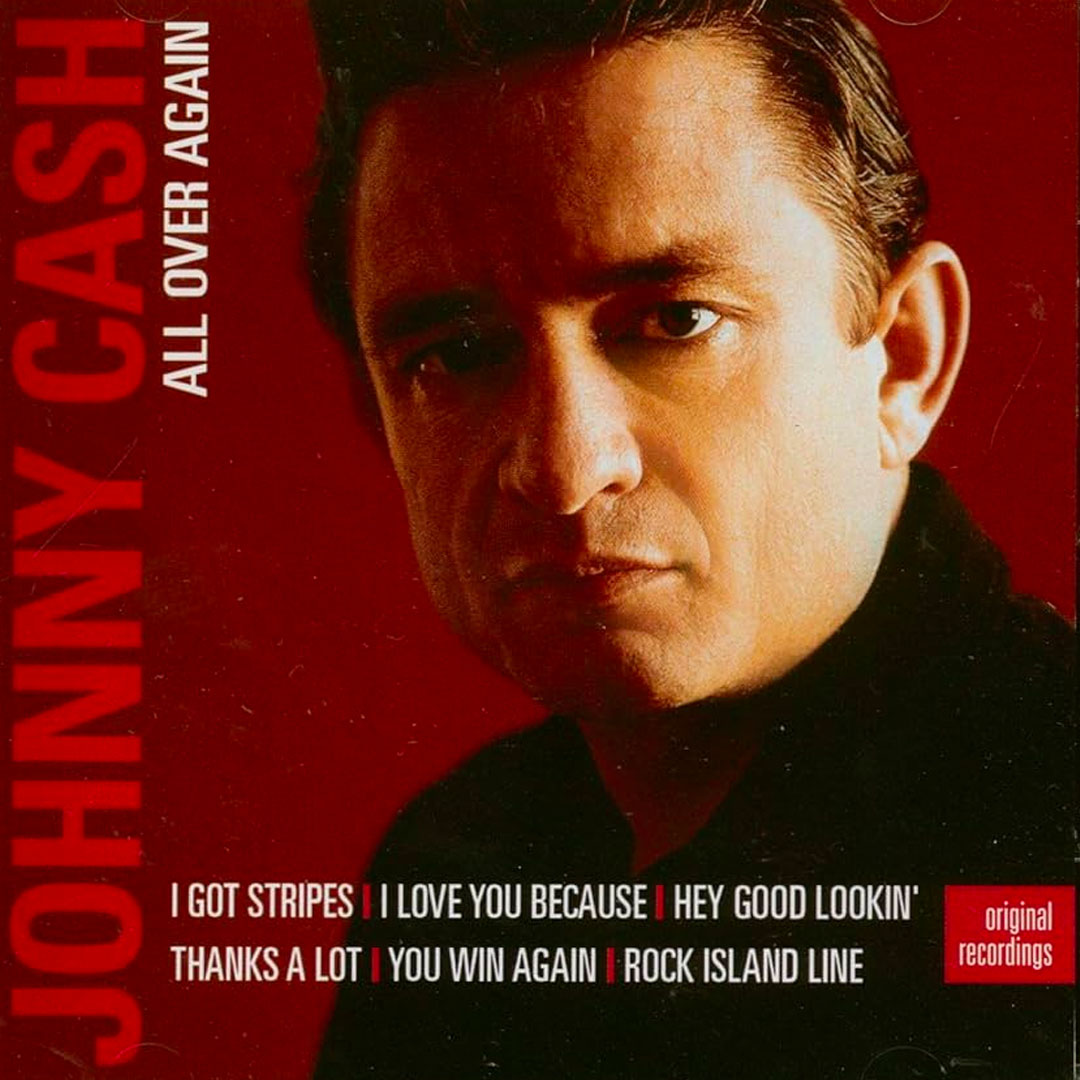 JOHNNY CASH
ALL OVER AGAIN
I GOT STRIPES | I LOVE YOU BECAUSE | HEY GOOD LOOKIN'
THANKS A LOT | YOU WIN AGAIN | ROCK ISLAND LINE
original
recordings